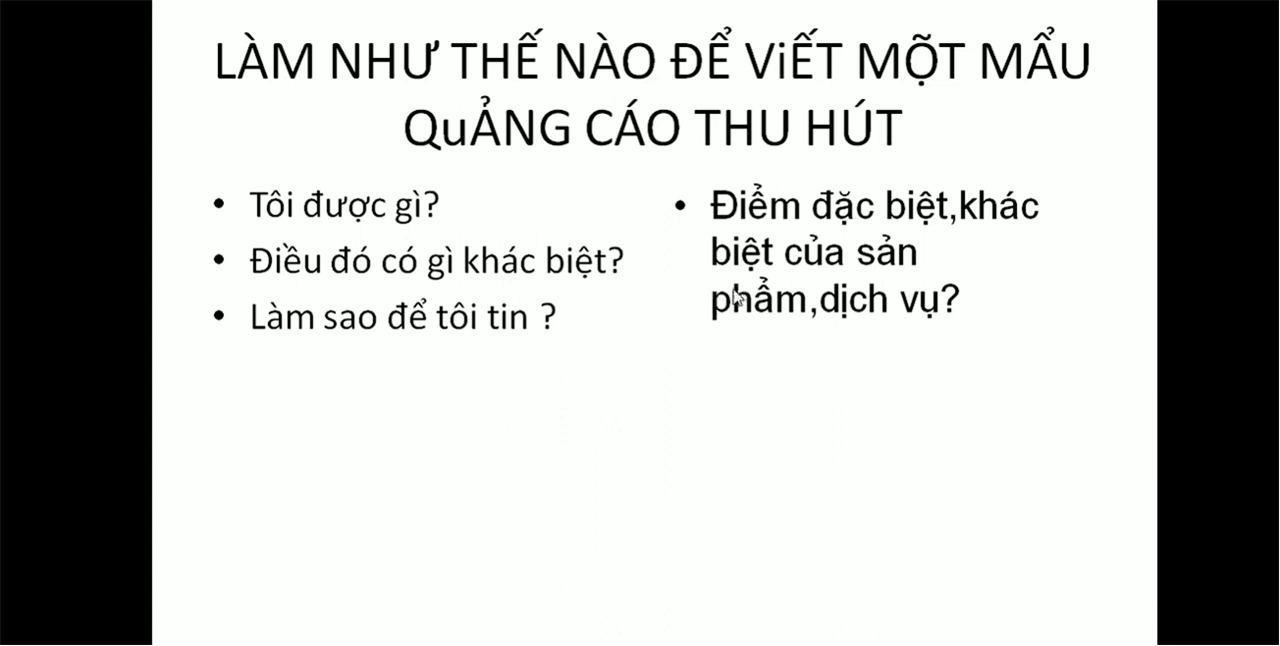 LÀM NHƯ THẾ NÀO ĐỂ ViẾT MỘT MẨU
QuẢNG CÁO THU HÚT
• Tôi được gì?
• Điều đó có gì khác biệt?
• Làm sao để tôi tin ?
• Điểm đặc biệt,khác
biệt của sản
phẩm,dịch vụ?